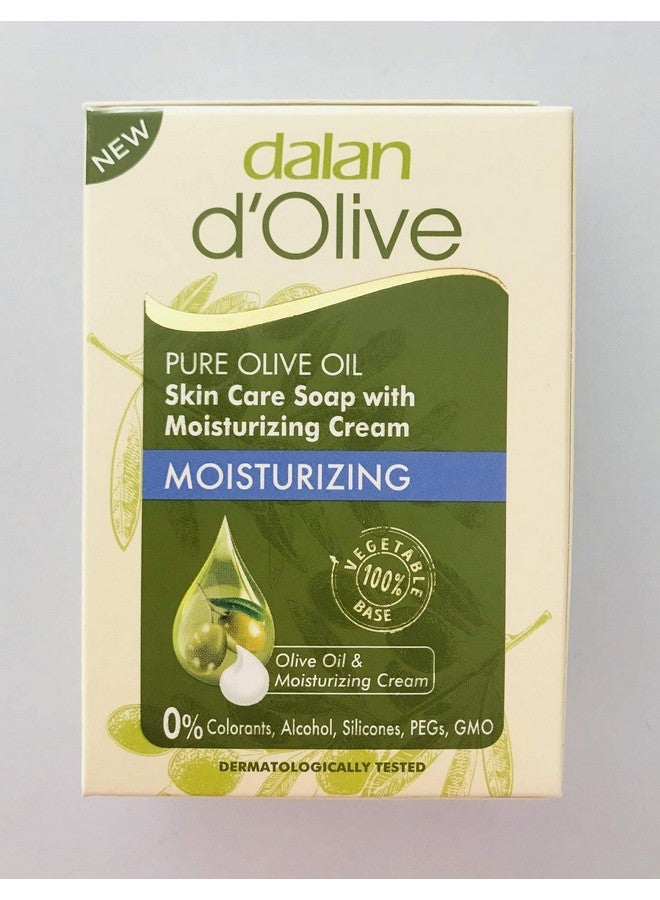 NEW
dalan
d'Olive
PURE OLIVE OIL
Skin Care Soap with
Moisturizing Cream
MOISTURIZING
VEGETABLE
100%
BASE
Olive Oil &
Moisturizing Cream
0% Colorants, Alcohol, Silicones, PEGs, GMO
DERMATOLOGICALLY TESTED